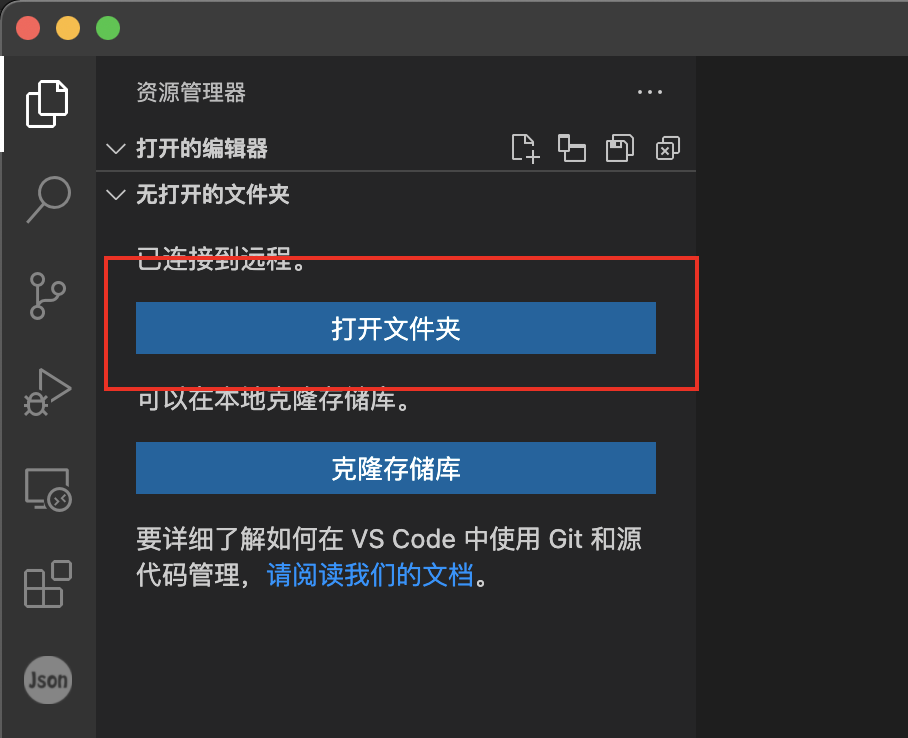 资源管理器
打开的编辑器
无打开的文件夹
已连接到远程。
打开文件夹
可以在本地克隆存储库。
克隆存储库
要详细了解如何在 VS Code 中使用 Git 和源
代码管理，请阅读我们的文档。
Json